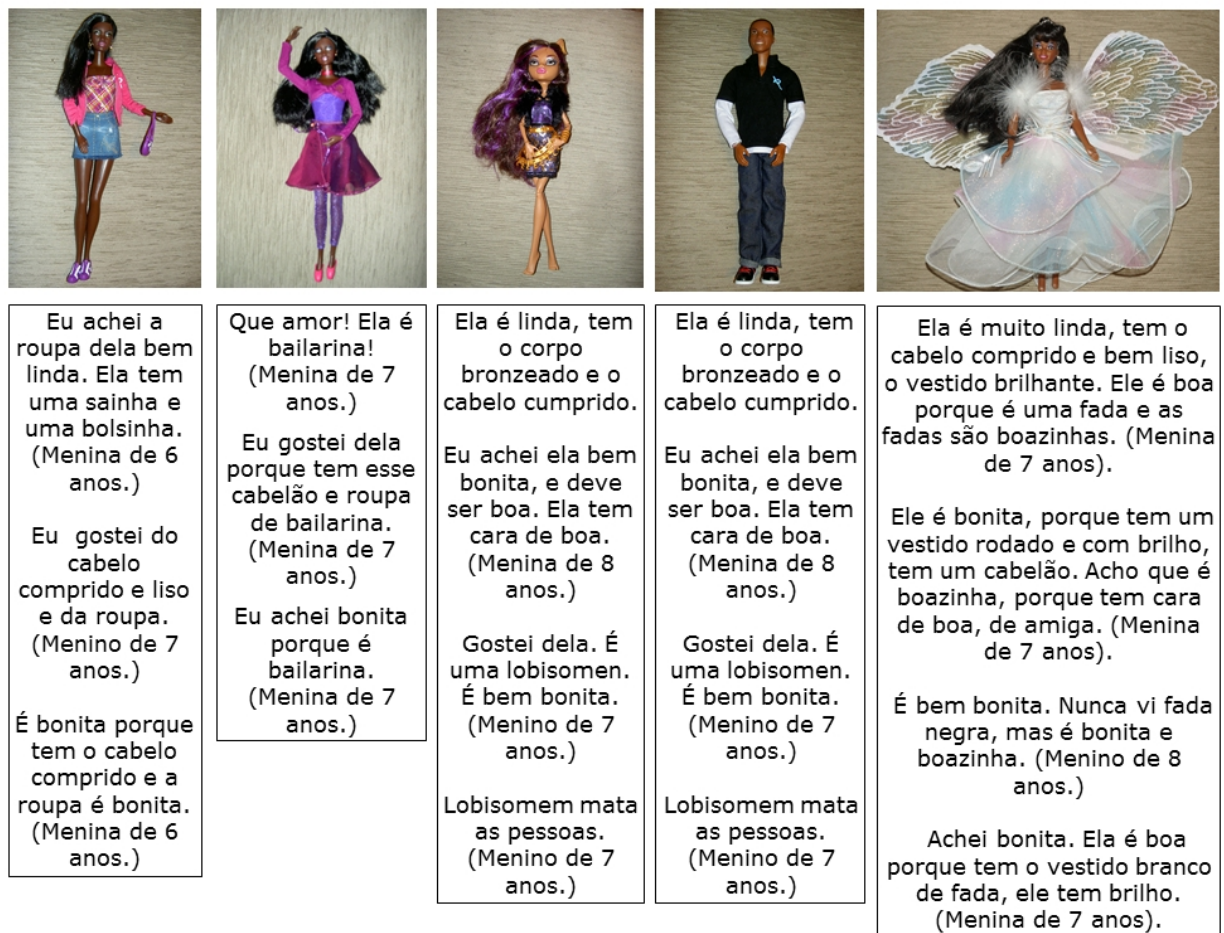 Eu achei a
roupa dela bem
linda. Ela tem
uma sainha e
uma bolsinha.
(Menina de 6
anos.)
Eu gostei do
cabelo
comprido e liso
e da roupa.
(Menino de 7
anos.)
É bonita porque
tem o cabelo
comprido e a
roupa é bonita.
(Menina de 6
anos.)
Que amor! Ela é
bailarina!
(Menina de 7
anos.)
Eu gostei dela
porque tem esse
cabelão e roupa
de bailarina.
(Menina de 7
anos.)
Eu achei bonita
porque é
bailarina.
(Menina de 7
anos.)
Ela é linda, tem
o corpo
bronzeado e o
cabelo cumprido.
Eu achei ela bem
bonita, e deve
ser boa. Ela tem
cara de boa.
(Menina de 8
anos.)
Gostei dela. É
uma lobisomen.
É bem bonita.
(Menino de 7
anos.)
Lobisomem mata
as pessoas.
(Menino de 7
anos.)
Ela é linda, tem
o corpo
bronzeado e o
cabelo cumprido.
Eu achei ela bem
bonita, e deve
ser boa. Ela tem
cara de boa.
(Menina de 8
anos.)
Gostei dela. É
uma lobisomen.
É bem bonita.
(Menino de 7
anos.)
Lobisomem mata
as pessoas.
(Menino de 7
anos.)
Ela é muito linda, tem o
cabelo comprido e bem liso,
o vestido brilhante. Ele é boa
porque é uma fada e as
fadas são boazinhas. (Menina
de 7 anos).
Ele é bonita, porque tem um
vestido rodado e com brilho,
tem um cabelão. Acho que é
boazinha, porque tem cara
de boa, de amiga. (Menina
de 7 anos).
É bem bonita. Nunca vi fada
negra, mas é bonita e
boazinha. (Menino de 8
anos.)
Achei bonita. Ela é boa
porque tem o vestido branco
de fada, ele tem brilho.
(Menina de 7 anos).